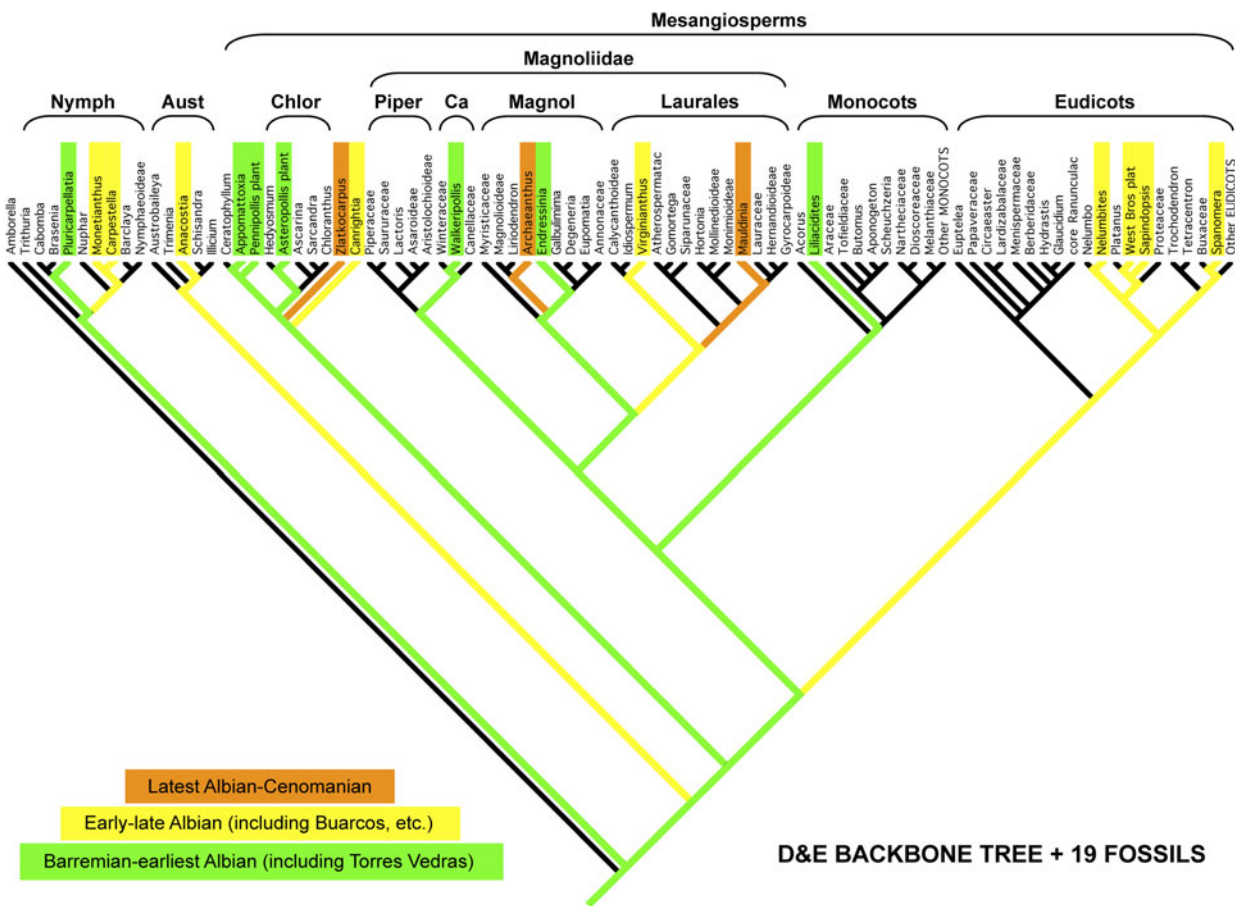 Mesangiosperms
Magnoliidae
Nymph
Aust
Chlor
Piper
Ca
Magnol
Laurales
Monocots
Eudicots
Amborella
Trithuria
Cabomba
Brasenia
Pluricarpellatia
Nuphar
Monetianthus
Carpestella
Barclaya
Nymphaeoideae
Austrobaileya
Trimenia
Anacostia
Schisandra
Illicium
Ceratophyllum
Appomattoxia
Pennipollis plant
Hedyosmum
Asteropollis plant
Ascarina
Sarcandra
Chloranthus
Zlatkocarpus
Canrightia
Piperaceae
Saururaceae
Lactoris
Asaroideae
Aristolochioideae
Winteraceae
Walkeripollis
Canellaceae
Myristicaceae
Magnolioideae
Liriodendron
Archaeanthus
Endressinia
Galbulimima
Degeneria
Eupomatia
Annonaceae
Calycanthoideae
Idiospermum
Virginianthus
Atherospermatac
Gomortega
Siparunaceae
Hortonia
Mollinedioideae
Monimioideae
Mauldinia
Lauraceae
Hernandioideae
Gyrocarpoideae
Acorus
Liliacidites
Araceae
Tofieldiaceae
Butomus
Aponogeton
Scheuchzeria
Nartheciaceae
Dioscoreaceae
Melanthiaceae
Other MONOCOTS
Euptelea
Papaveraceae
Circaeaster
Lardizabalaceae
Menispermaceae
Berberidaceae
Hydrastis
Glaucidium
core Ranunculac
Nelumbo
Nelumbites
Platanus
West Bros plat
Sapindopsis
Proteaceae
Trochodendron
Tetracentron
Buxaceae
Spanomera
Other EUDICOTS
Latest Albian-Cenomanian
Early-late Albian (including Buarcos, etc.)
Barremian-earliest Albian (including Torres Vedras)
D&E BACKBONE TREE + 19 FOSSILS